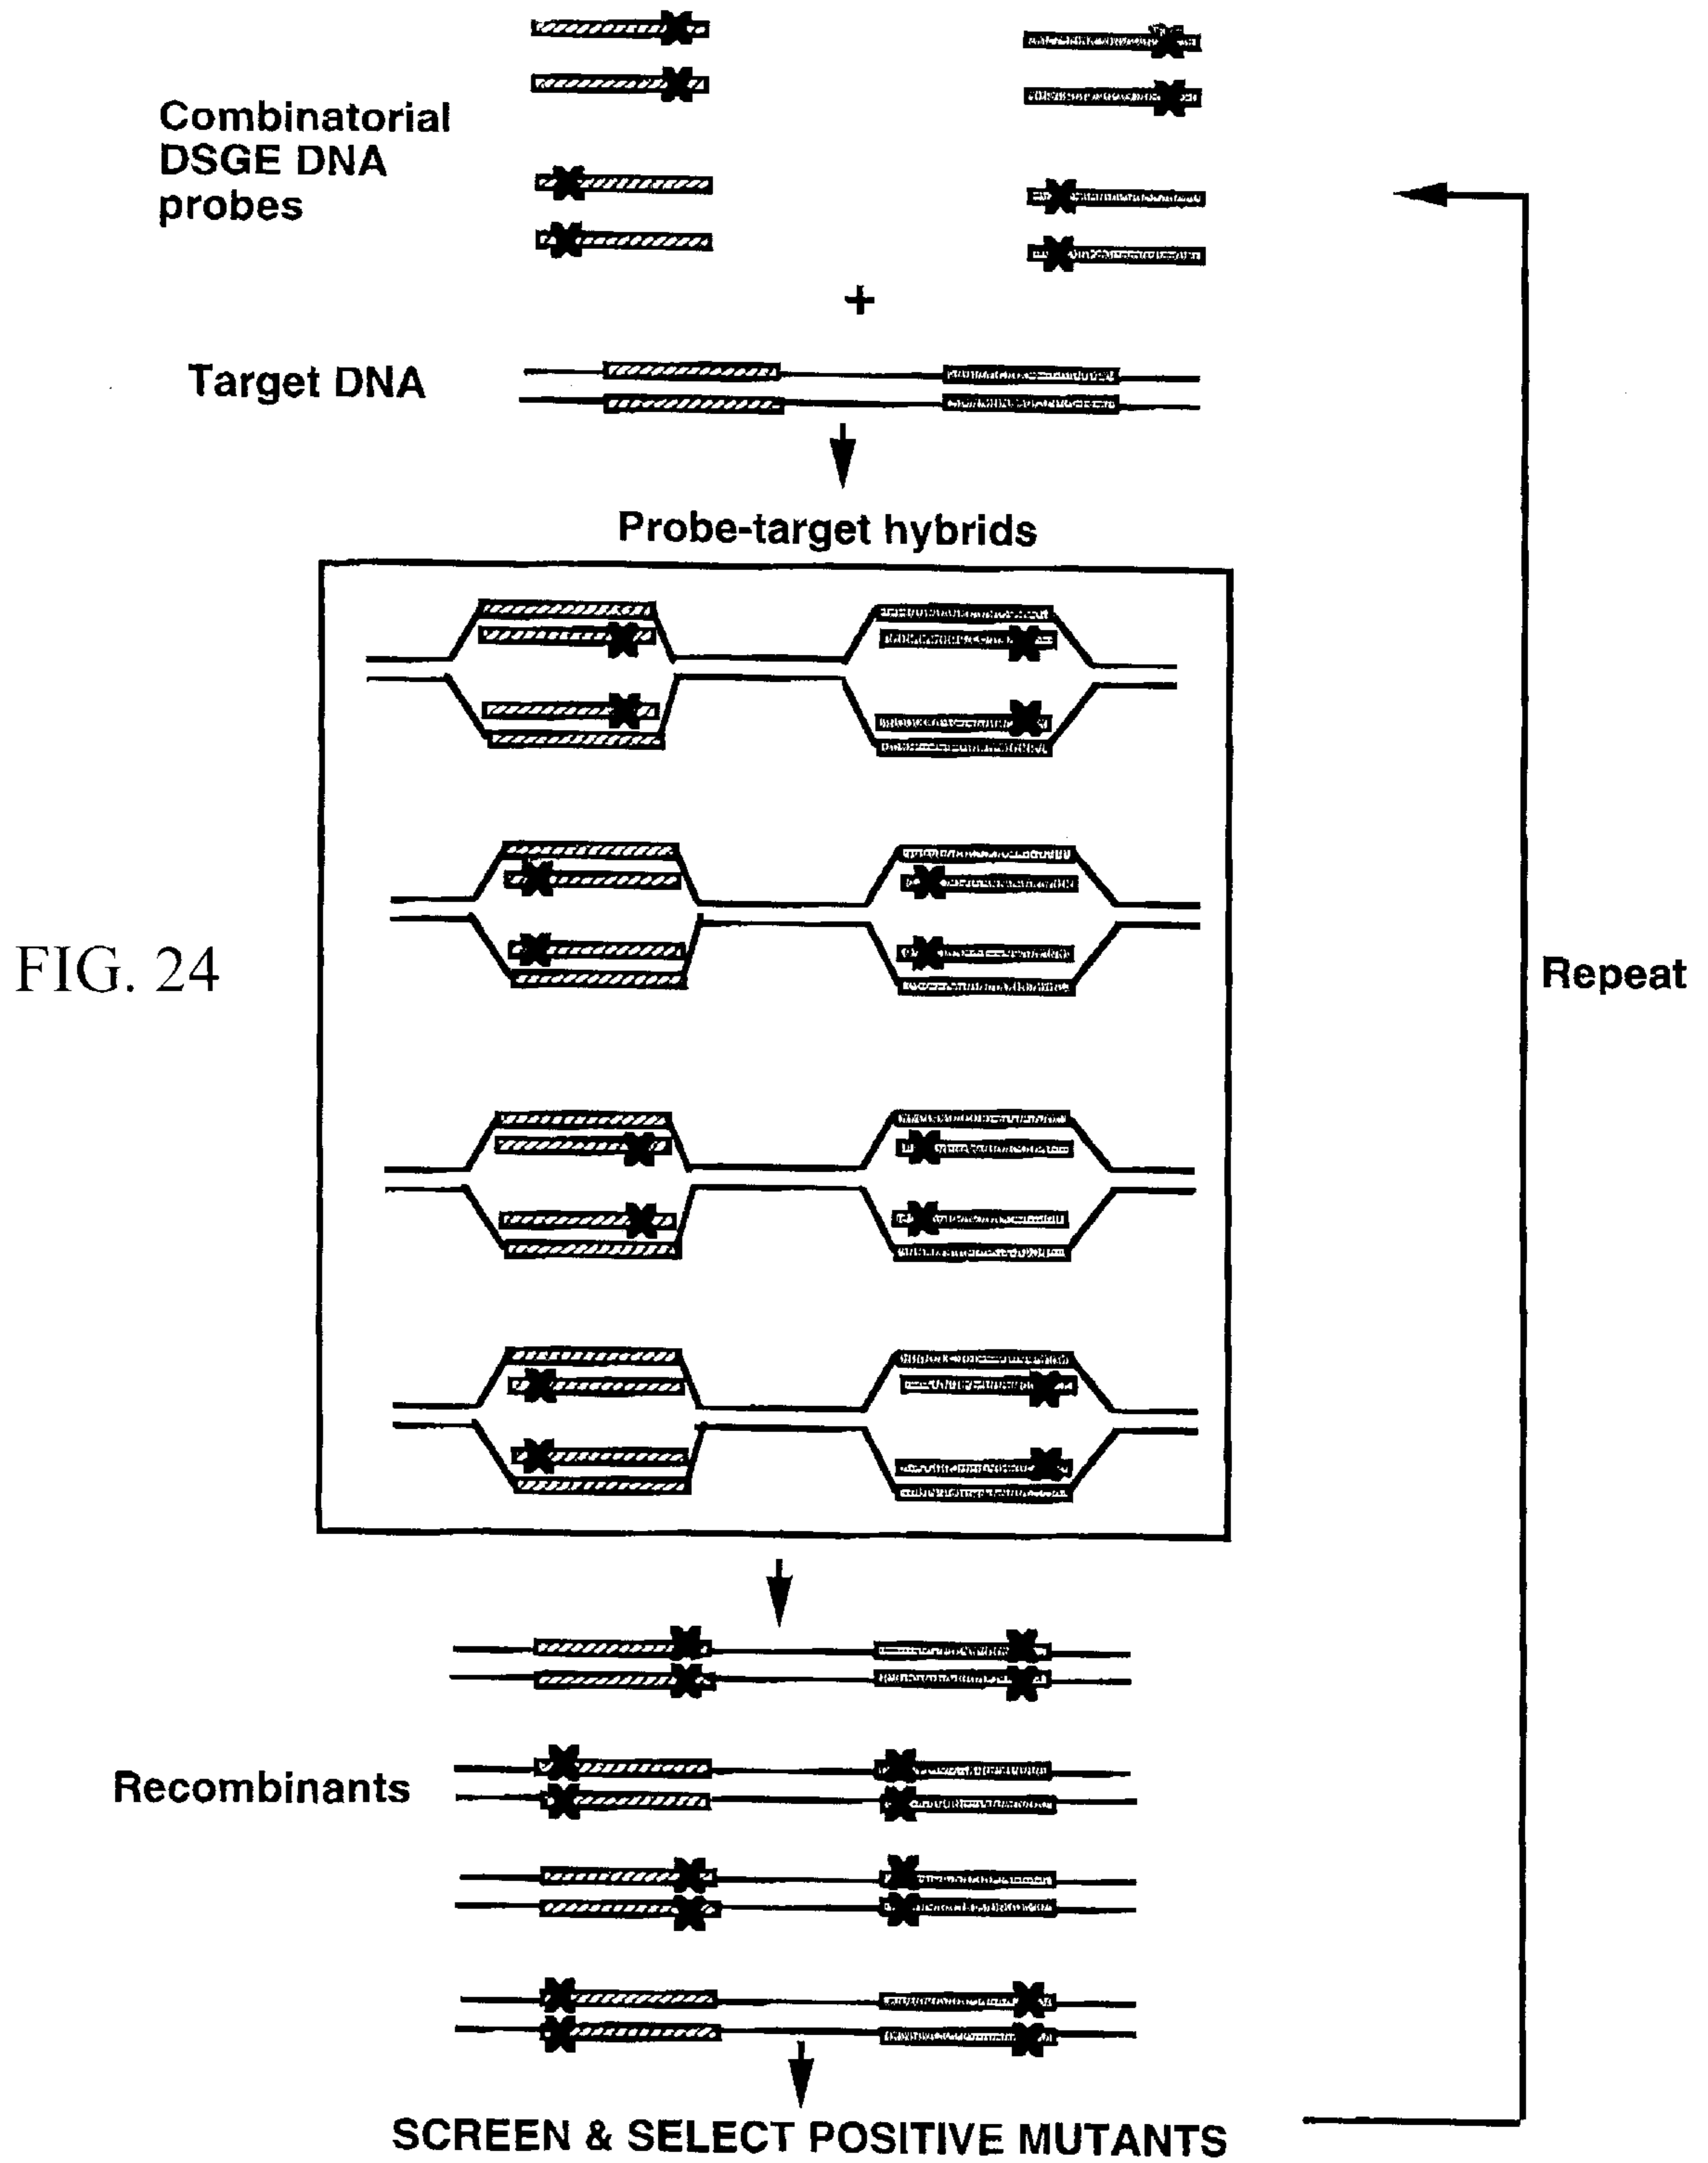 Combinatorial
DSGE DNA
probes
+
Target DNA
Probe-target hybrids
FIG. 24
Repeat
Recombinants
SCREEN & SELECT POSITIVE MUTANTS